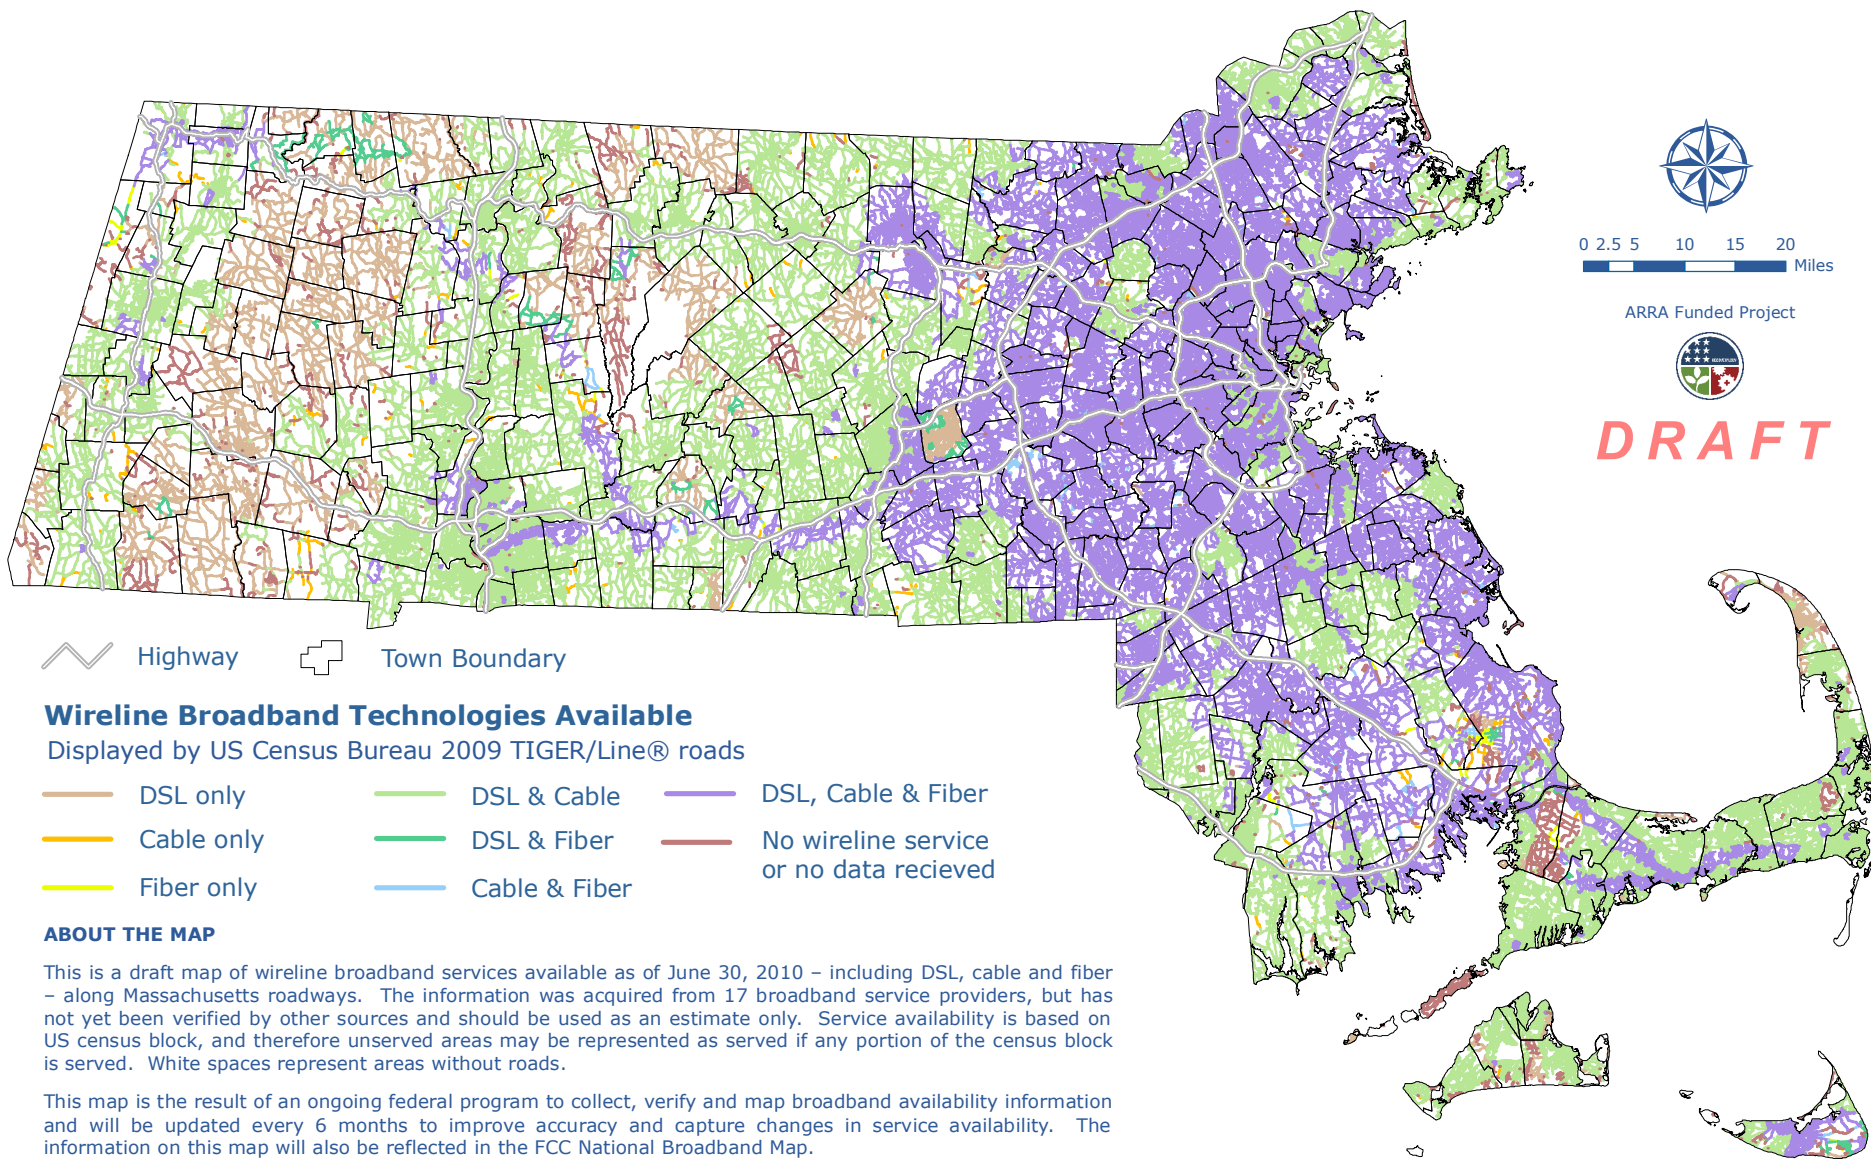 0 2.5 5 10 15 20
Miles
ARRA Funded Project
DRAFT
Highway
Town Boundary
Wireline Broadband Technologies Available
Displayed by US Census Bureau 2009 TIGER/Line® roads
DSL only
Cable only
Fiber only
DSL & Cable
DSL & Fiber
Cable & Fiber
DSL, Cable & Fiber
No wireline service
or no data recieved
ABOUT THE MAP
This is a draft map of wireline broadband services available as of June 30, 2010 – including DSL, cable and fiber
– along Massachusetts roadways. The information was acquired from 17 broadband service providers, but has
not yet been verified by other sources and should be used as an estimate only. Service availability is based on
US census block, and therefore unserved areas may be represented as served if any portion of the census block
is served. White spaces represent areas without roads.
This map is the result of an ongoing federal program to collect, verify and map broadband availability information
and will be updated every 6 months to improve accuracy and capture changes in service availability. The
information on this map will also be reflected in the FCC National Broadband Map.